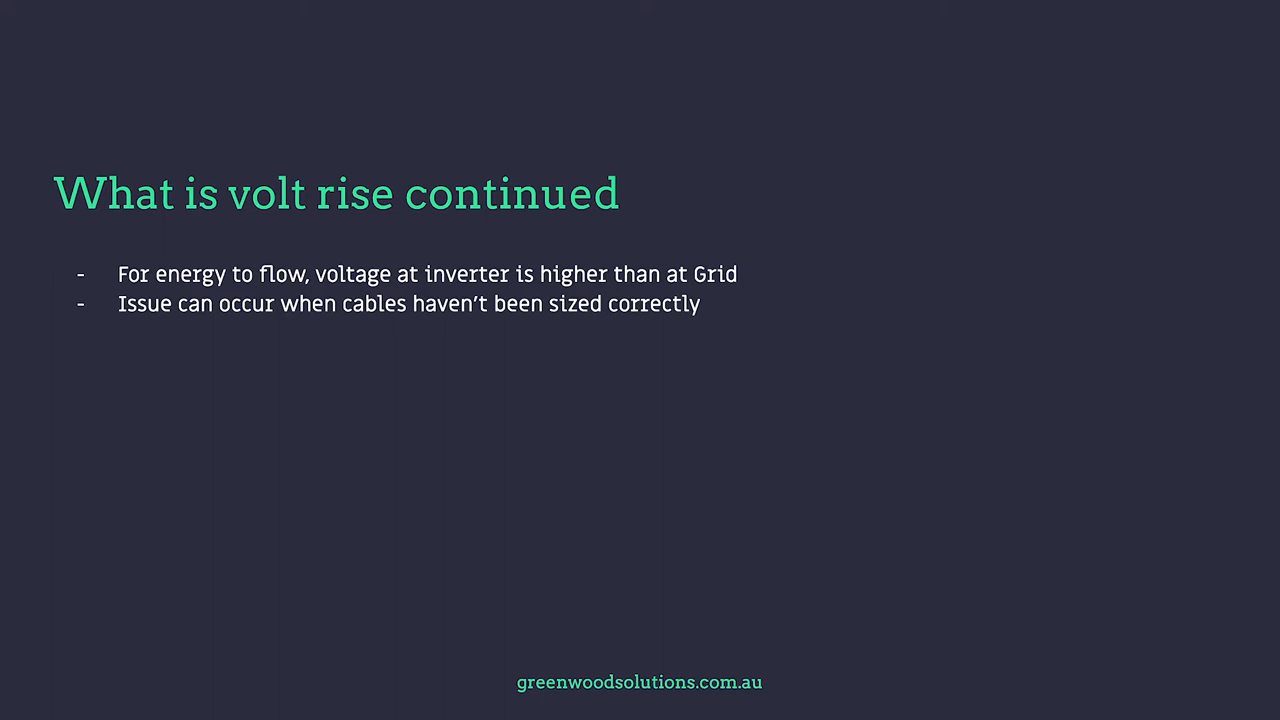 What is volt rise continued
- For energy to flow, voltage at inverter is higher than at Grid
- Issue can occur when cables haven't been sized correctly
greenwoodsolutions.com.au